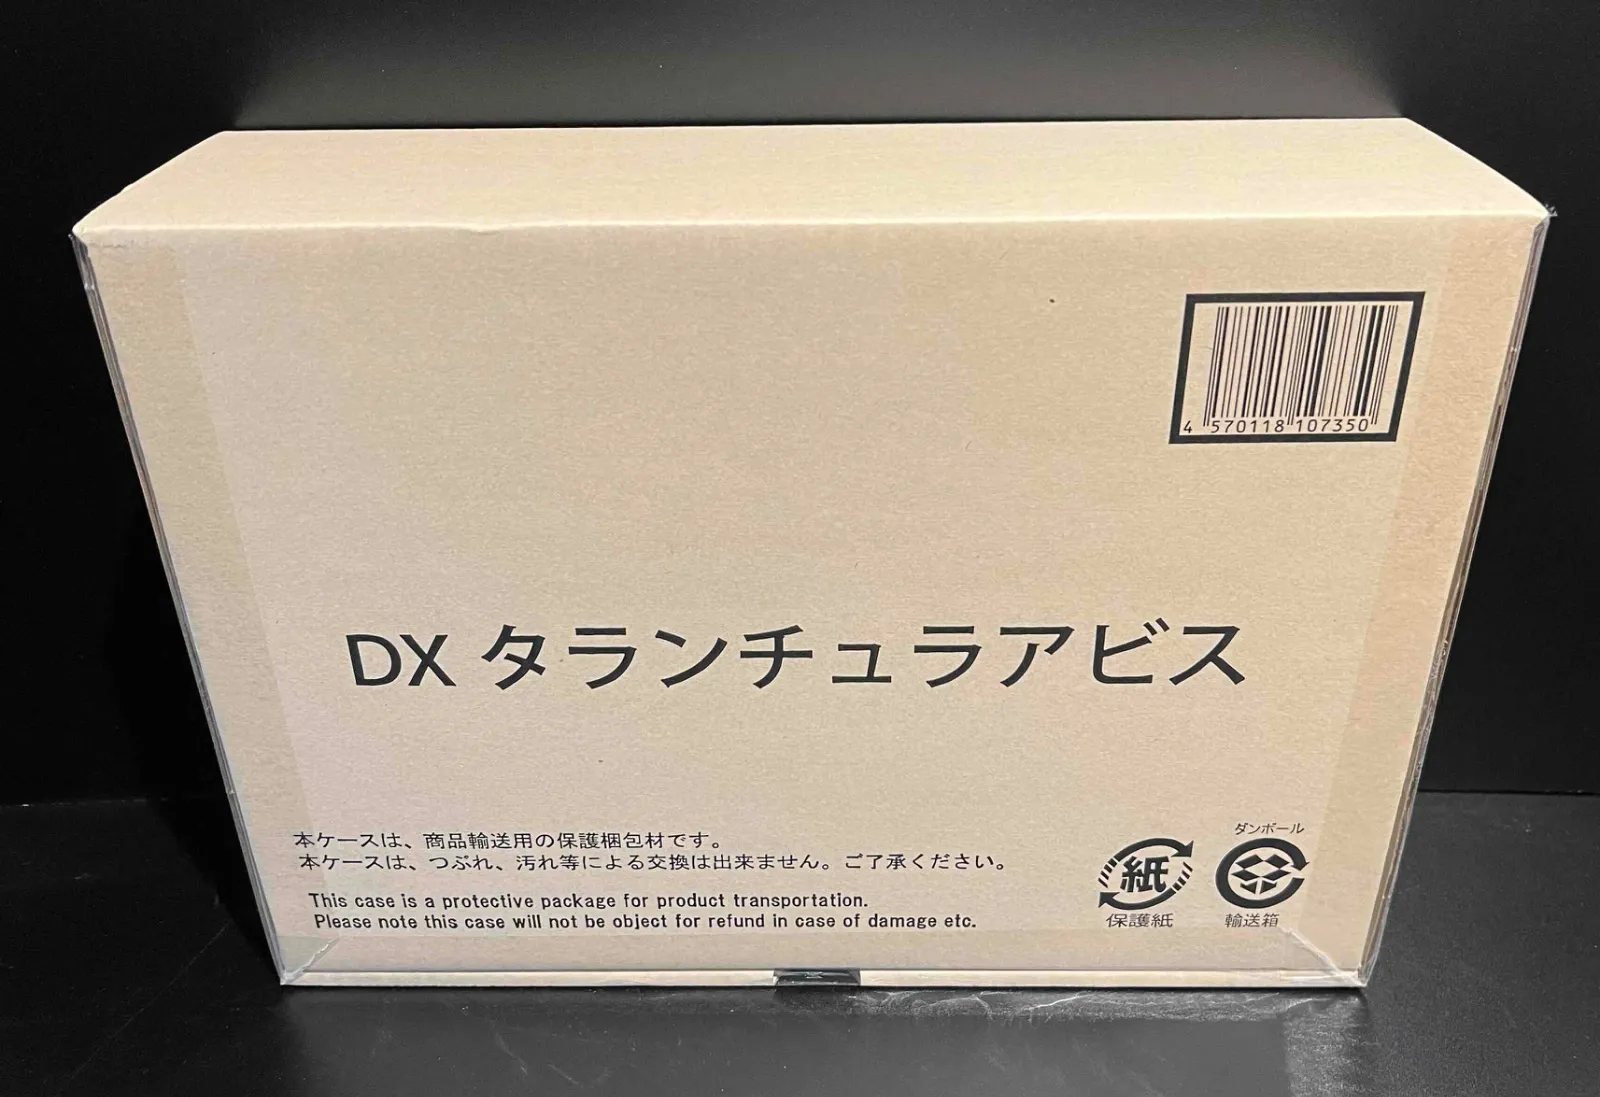 4 570118 107350
DX タランチュラアビス
本ケースは、商品輸送用の保護梱包材です。
本ケースは、つぶれ、汚れ等による交換は出来ません。ご了承ください。
This case is a protective package for product transportation.
Please note this case will not be object for refund in case of damage etc.
紙
保護紙
ダンボール
輸送箱